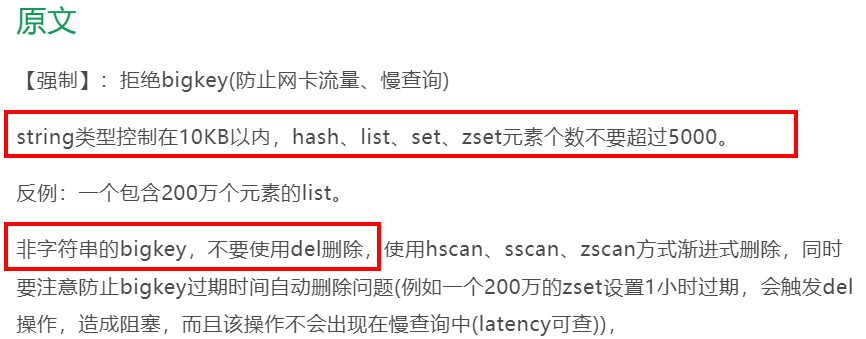 原文
【强制】：拒绝bigkey(防止网卡流量、慢查询)
string类型控制在10KB以内，hash、list、set、zset元素个数不要超过5000。
反例：一个包含200万个元素的list。
非字符串的bigkey，不要使用del删除，使用hscan、sscan、zscan方式渐进式删除，同时
要注意防止bigkey过期时间自动删除问题(例如一个200万的zset设置1小时过期，会触发del
操作，造成阻塞，而且该操作不会出现在慢查询中(latency可查))，